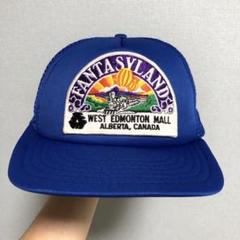 FANTASYLAND
WEST EDMONTON MALL
ALBERTA, CANADA